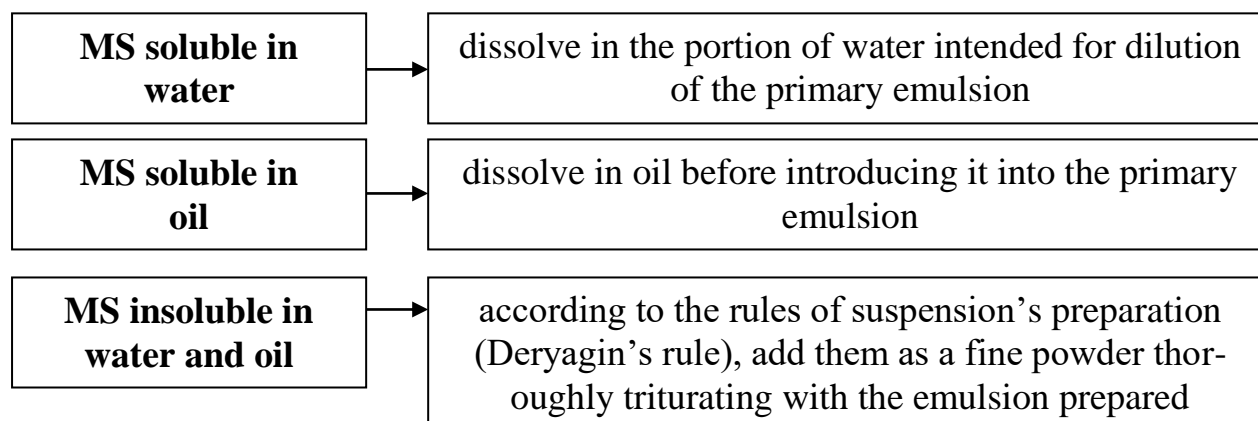 MS soluble in
water
dissolve in the portion of water intended for dilution
of the primary emulsion
MS soluble in
oil
dissolve in oil before introducing it into the primary
emulsion
MS insoluble in
water and oil
according to the rules of suspension’s preparation
(Deryagin’s rule), add them as a fine powder thor-
oughly triturating with the emulsion prepared